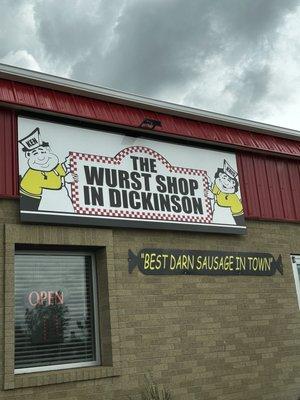 KEN
THE
WURST SHOP
IN DICKINSON
"BEST DARN SAUSAGE IN TOWN"
OPEN